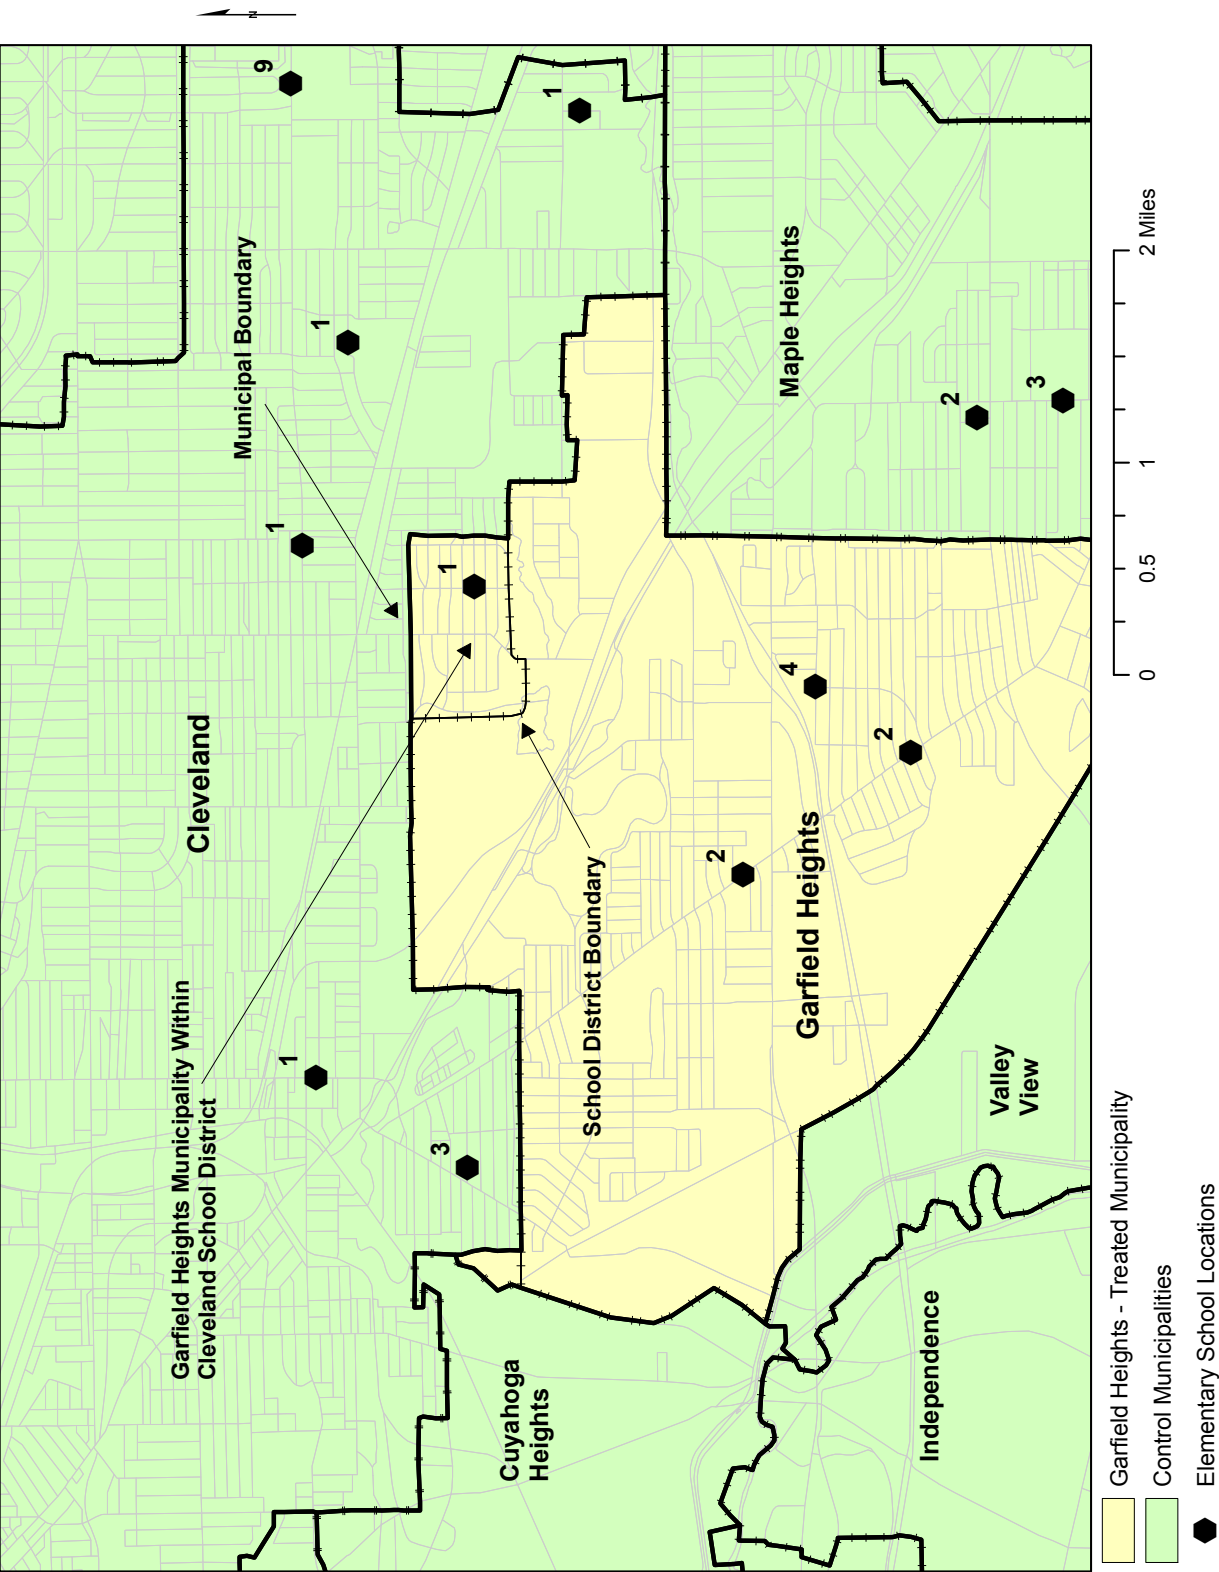 Garfield Heights Municipality Within
Cleveland School District
Cleveland
Municipal Boundary
N
9
1
1
1
3
1
Cuyahoga
Heights
1
School District Boundary
2
Maple Heights
4
Garfield Heights
2
Independence
2
Valley
View
3
Garfield Heights - Treated Municipality
Control Municipalities
Elementary School Locations
0 0.5 1 2 Miles